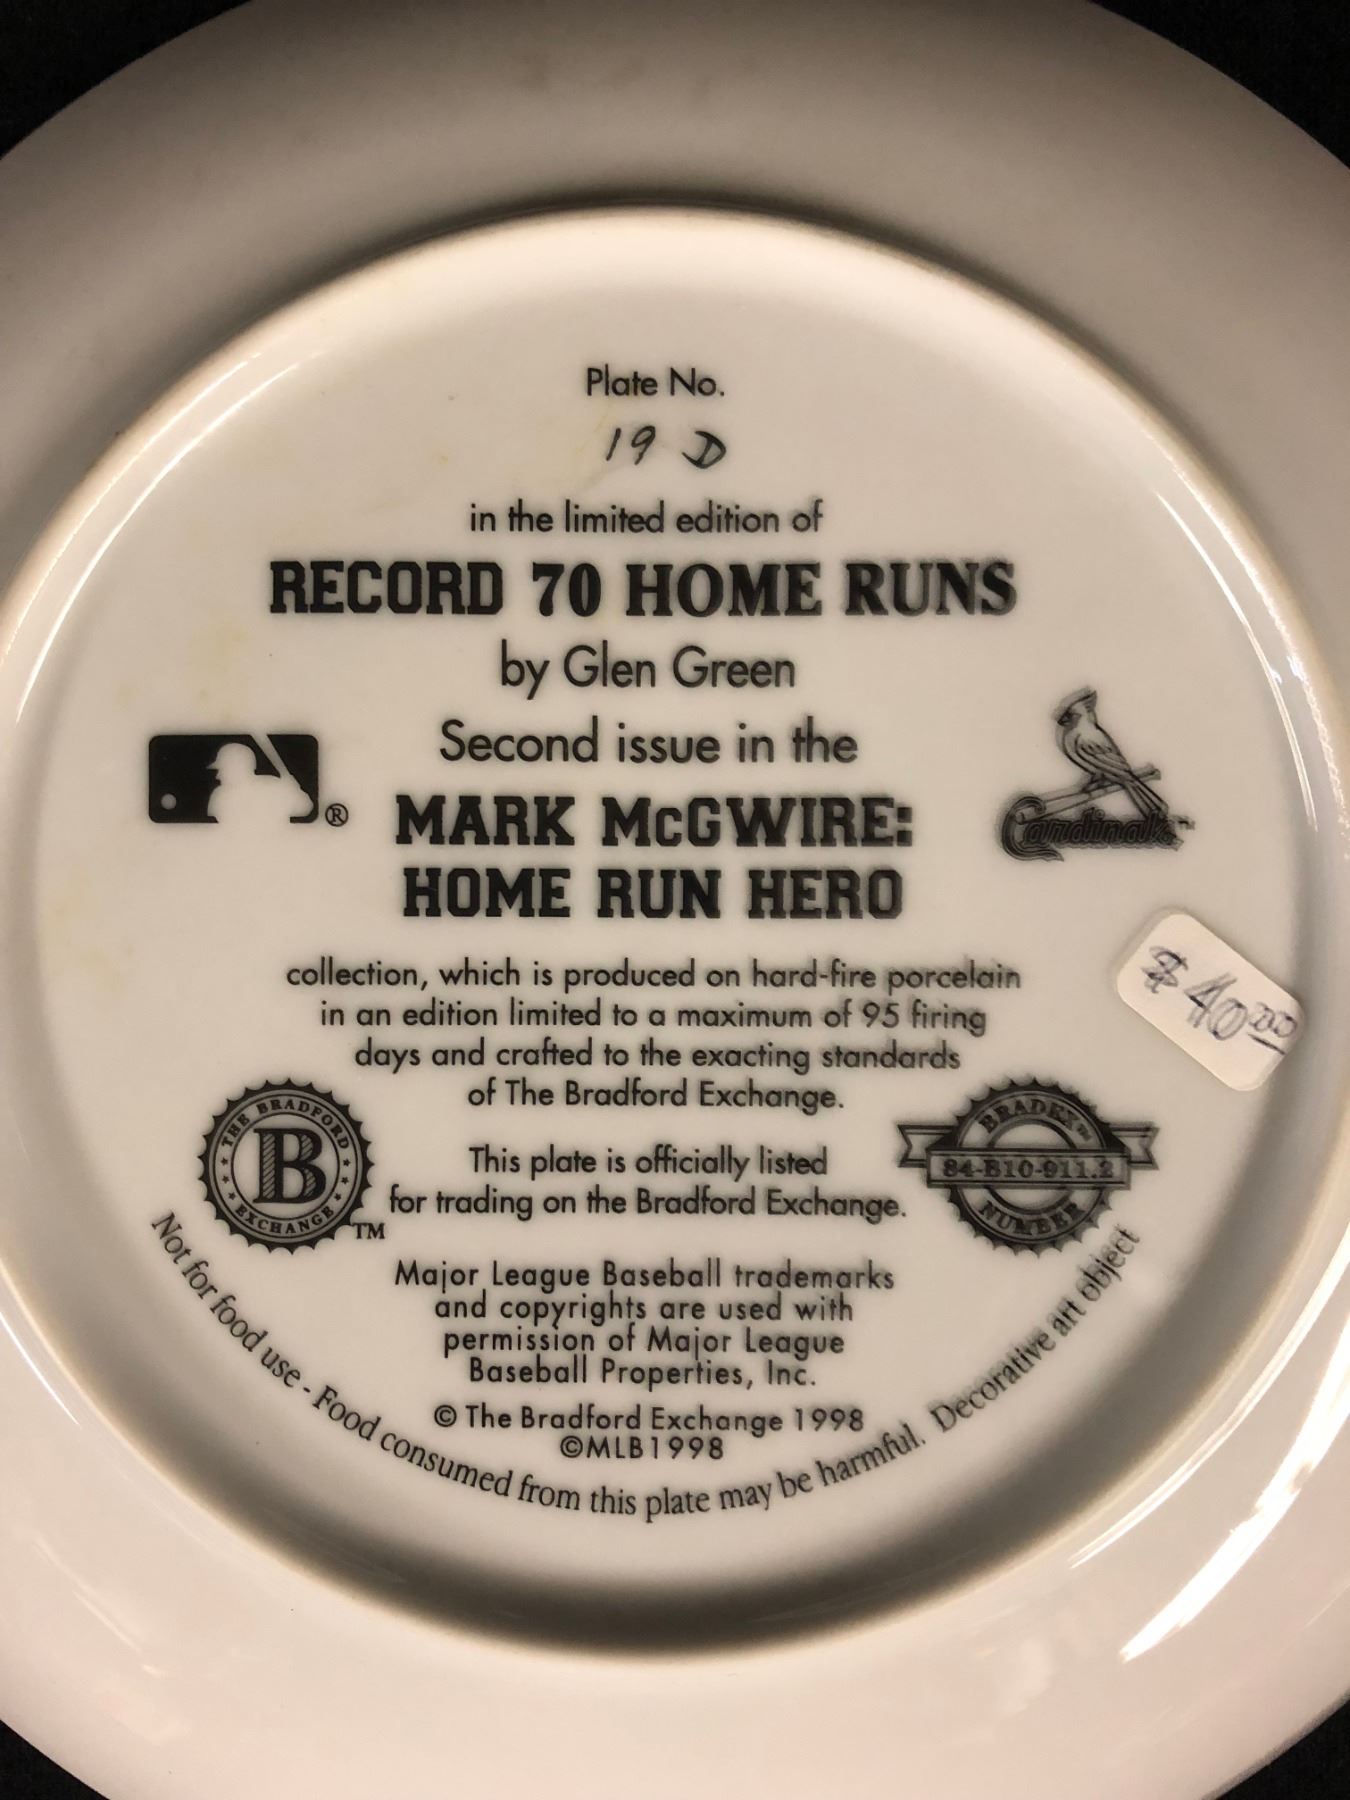 Plate No.
19 D
in the limited edition of
RECORD 70 HOME RUNS
by Glen Green
Second issue in the
®
MARK McGWIRE:
HOME RUN HERO
Cardinals™
collection, which is produced on hard-fire porcelain
in an edition limited to a maximum of 95 firing
days and crafted to the exacting standards
of The Bradford Exchange.
$40.00
THE BRADFORD
B
EXCHANGE
TM
This plate is officially listed
for trading on the Bradford Exchange.
BRADEX™
84-B10-911.2
NUMBER
Major League Baseball trademarks
and copyrights are used with
permission of Major League
Baseball Properties, Inc.
© The Bradford Exchange 1998
©MLB1998
Not for food use - Food consumed from this plate may be harmful. Decorative art object